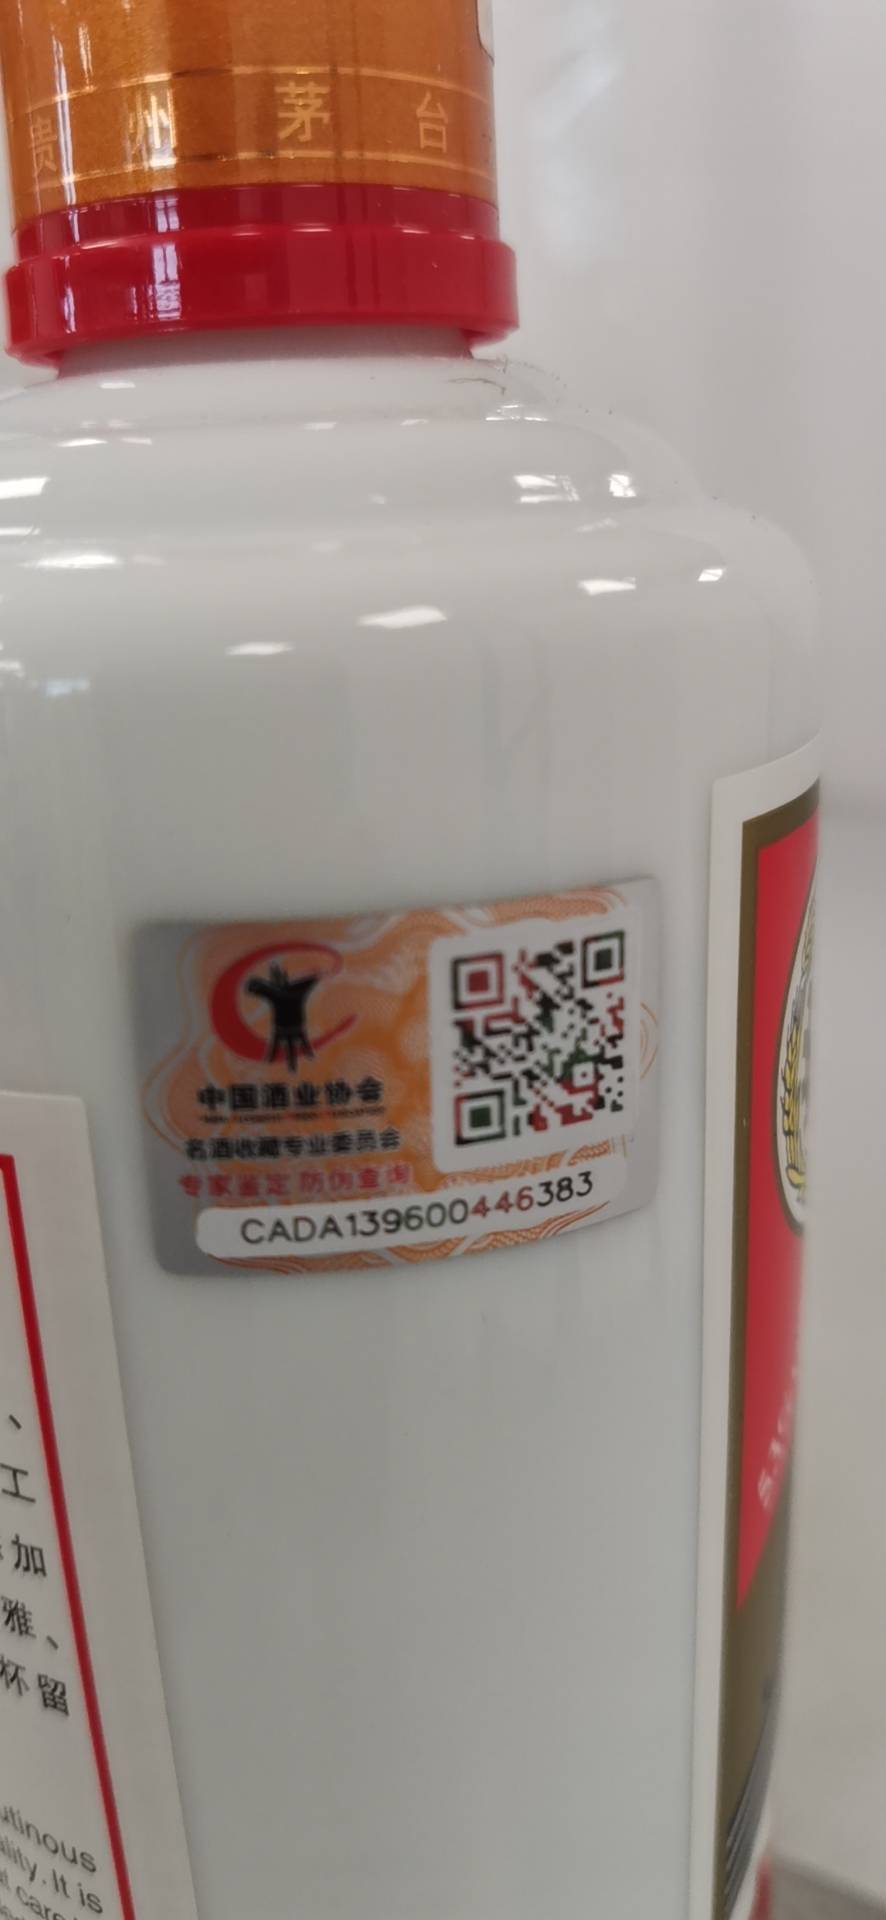 贵州茅台
中国酒业协会
名酒收藏专业委员会
专家鉴定 防伪查询
CADA139600446383
、
工
加
雅、
杯留
utinous
ality. It is